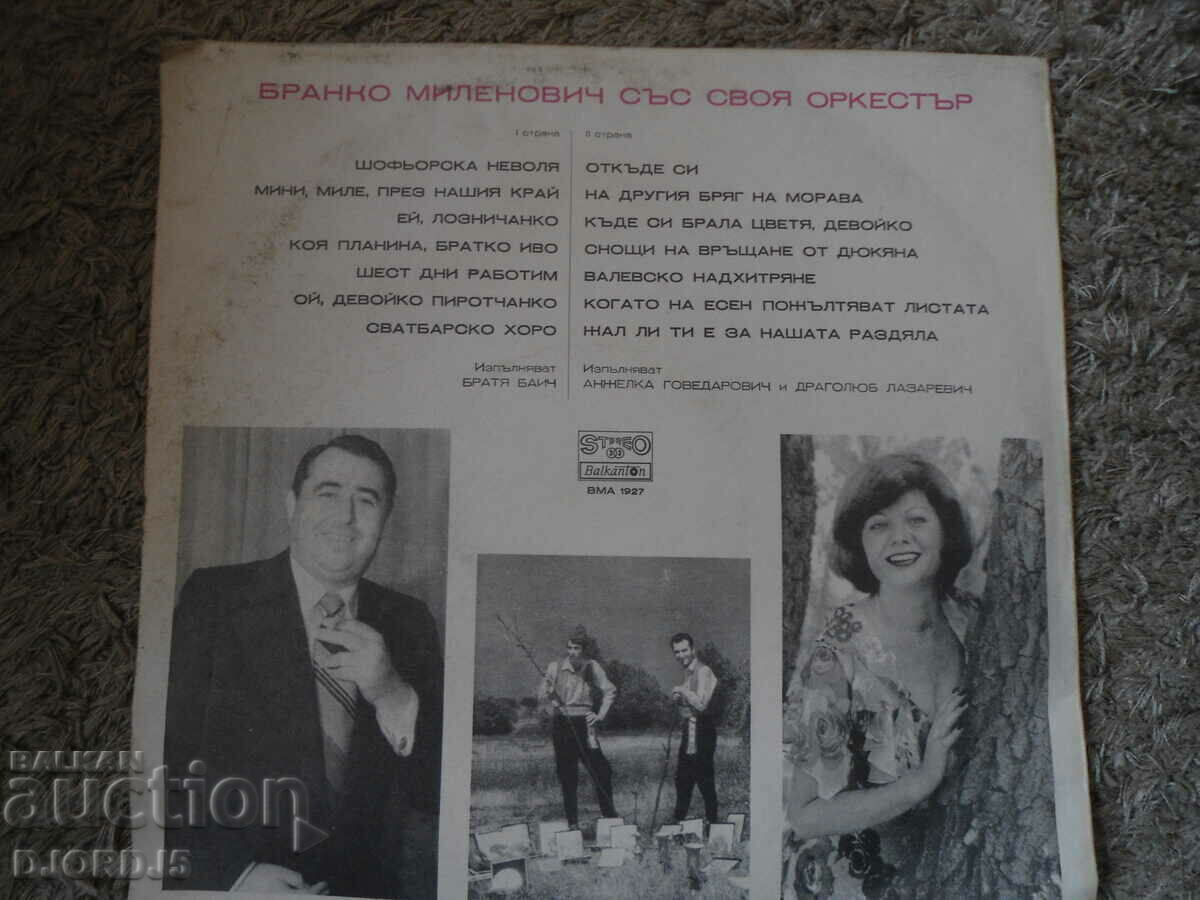 БРАНКО МИЛЕНОВИЧ СЪС СВОЯ ОРКЕСТЪР
I страна
ШОФЬОРСКА НЕВОЛЯ
МИНИ, МИЛЕ, ПРЕЗ НАШИЯ КРАЙ
ЕЙ, ЛОЗНИЧАНКО
КОЯ ПЛАНИНА, БРАТКО ИВО
ШЕСТ ДНИ РАБОТИМ
ОЙ, ДЕВОЙКО ПИРОТЧАНКО
СВАТБАРСКО ХОРО
Изпълняват
БРАТЯ БАИЧ
II страна
ОТКЪДЕ СИ
НА ДРУГИЯ БРЯГ НА МОРАВА
КЪДЕ СИ БРАЛА ЦВЕТЯ, ДЕВОЙКО
СНОЩИ НА ВРЪЩАНЕ ОТ ДЮКЯНА
ВАЛЕВСКО НАДХИТРЯНЕ
КОГАТО НА ЕСЕН ПОЖЪЛТЯВАТ ЛИСТАТА
ЖАЛ ЛИ ТИ Е ЗА НАШАТА РАЗДЯЛА
Изпълняват
АНЖЕЛКА ГОВЕДАРОВИЧ И ДРАГОЛЮБ ЛАЗАРЕВИЧ
STEREO
33
Balkanton
ВМА 1927
BALKAN
auction
DJORDJ5